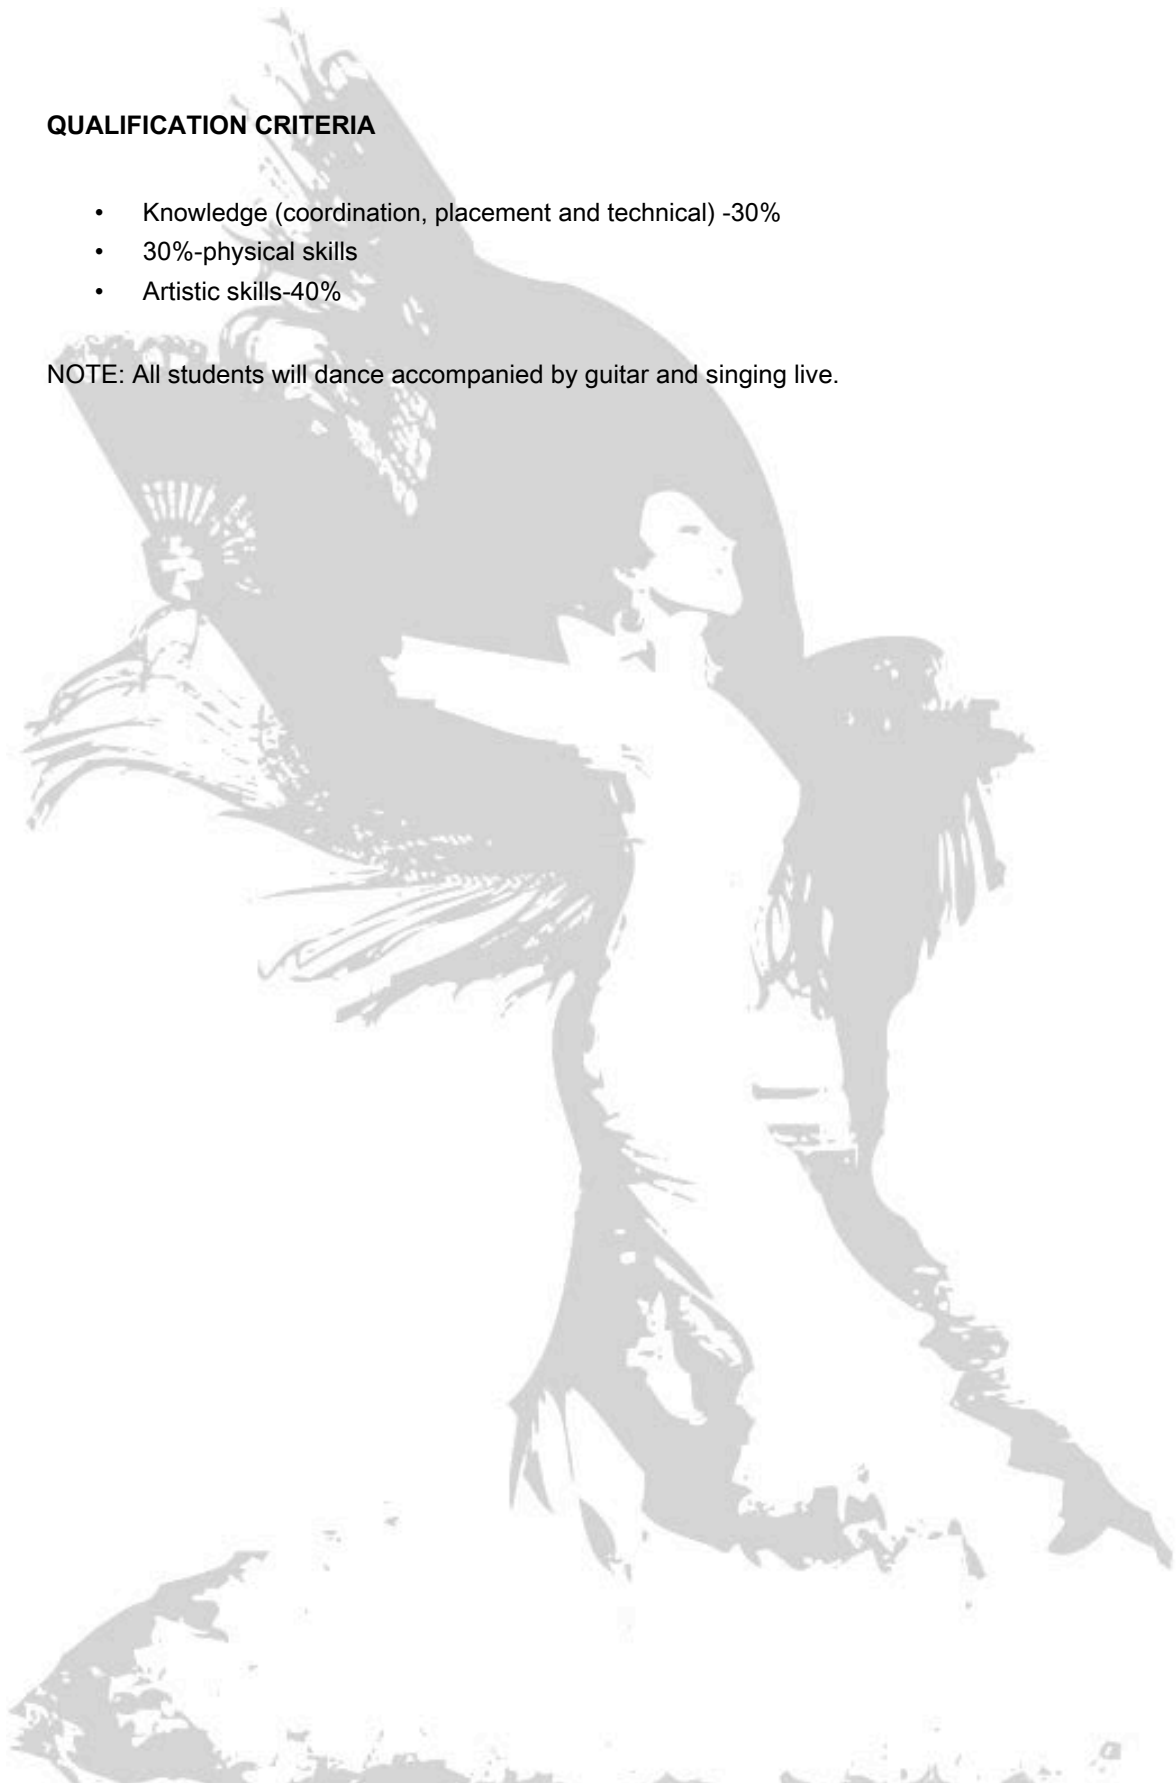 QUALIFICATION CRITERIA
• Knowledge (coordination, placement and technical) -30%
• 30%-physical skills
• Artistic skills-40%
NOTE: All students will dance accompanied by guitar and singing live.